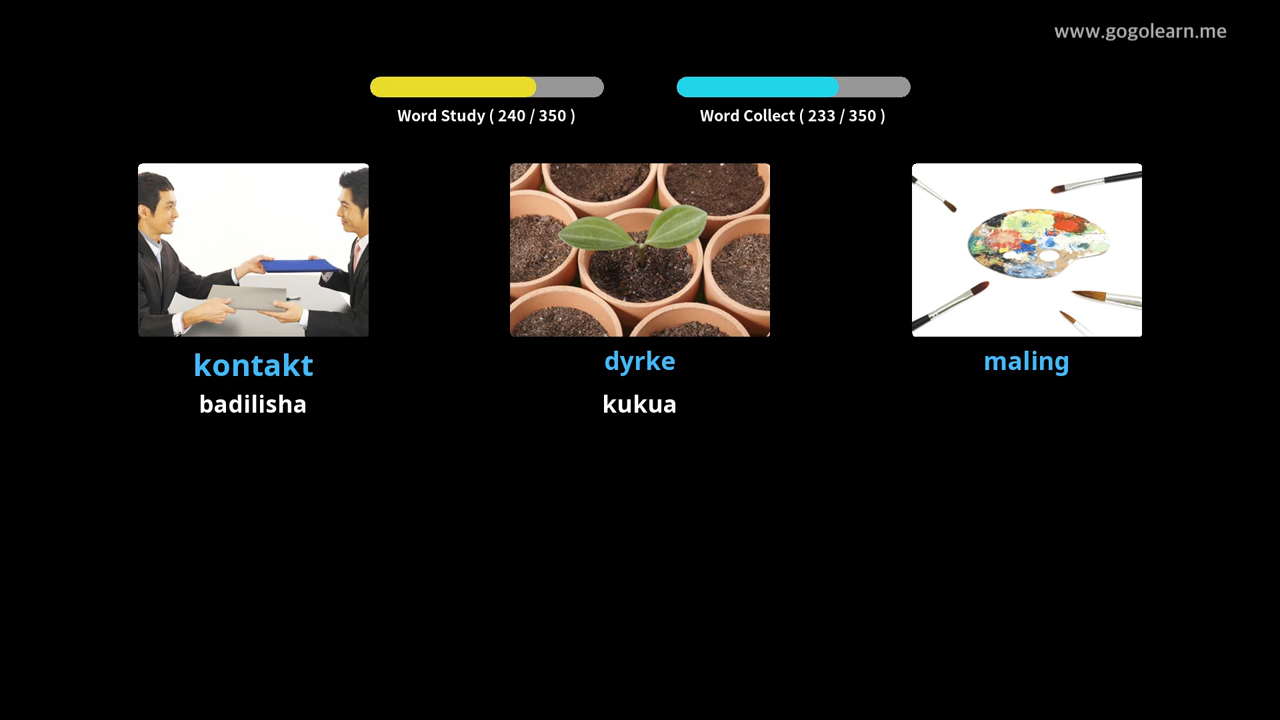 www.gogolearn.me
Word Study ( 240 / 350 )
Word Collect ( 233 / 350 )
kontakt
dyrke
maling
badilisha
kukua